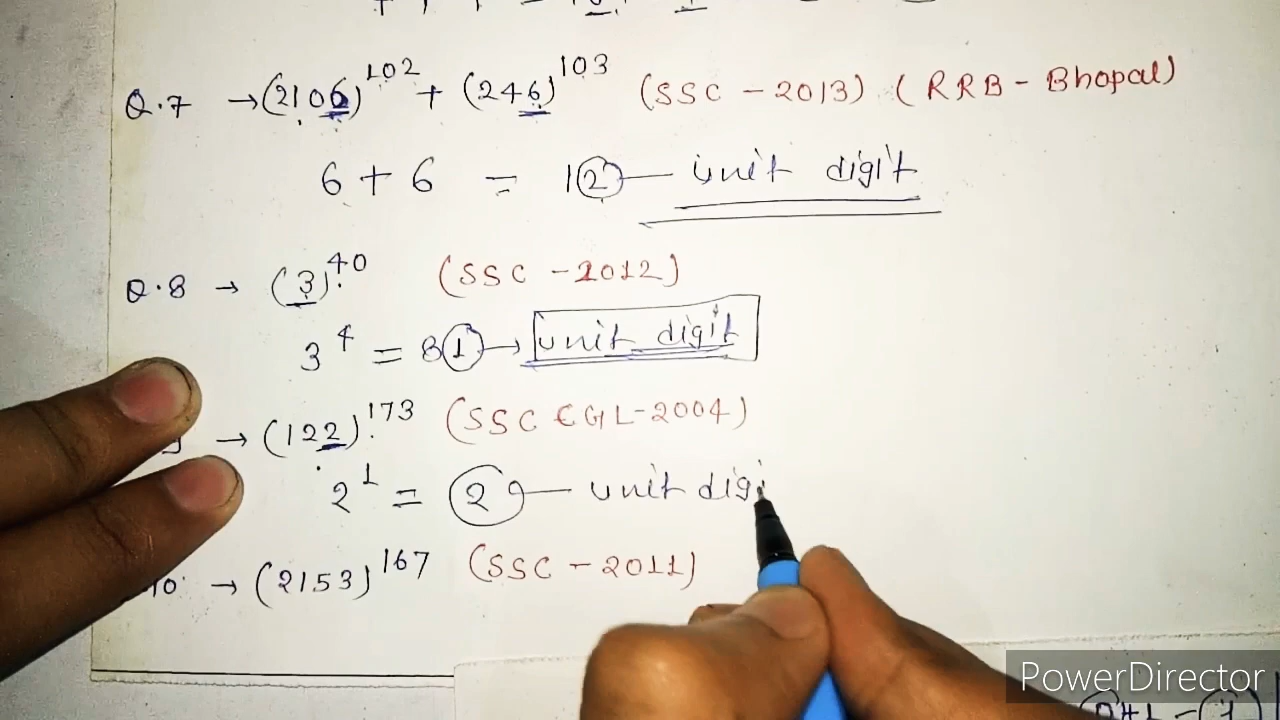 Q.7 → (2106)^102 + (246)^103 (SSC - 2013) (RRB - Bhopal)
6 + 6 = 12 — unit digit
Q.8 → (3)^40 (SSC - 2012)
3^4 = 81 → unit digit
→ (122)^173 (SSC CGL-2004)
2^1 = 2 — unit digi
10 → (2153)^167 (SSC - 2011)
PowerDirector